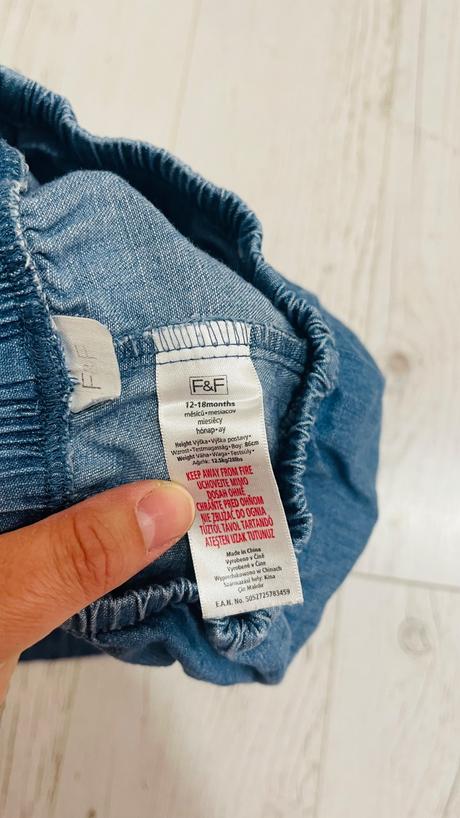 F&F
F&F
12-18months
měsíců•mesiacov
miesięcy
hónap•ay
Height Výška•Výška postavy•
Wzrost•Testmagasság•Boy: 86cm
Weight Váha•Waga•Testsúly•
Ağırlık: 12.5kg/28lbs
KEEP AWAY FROM FIRE
UCHOVEJTE MIMO
DOSAH OHNĚ
CHRÁŇTE PRED OHŇOM
NIE ZBLIŻAĆ DO OGNIA
TŰZTŐL TÁVOL TARTANDÓ
ATEŞTEN UZAK TUTUNUZ
Made in China
Vyrobeno v Číně
Vyrobené v Číne
Wyprodukowano w Chinach
Származási hely: Kína
Çin Malıdır
E.A.N. No. 5052725783459